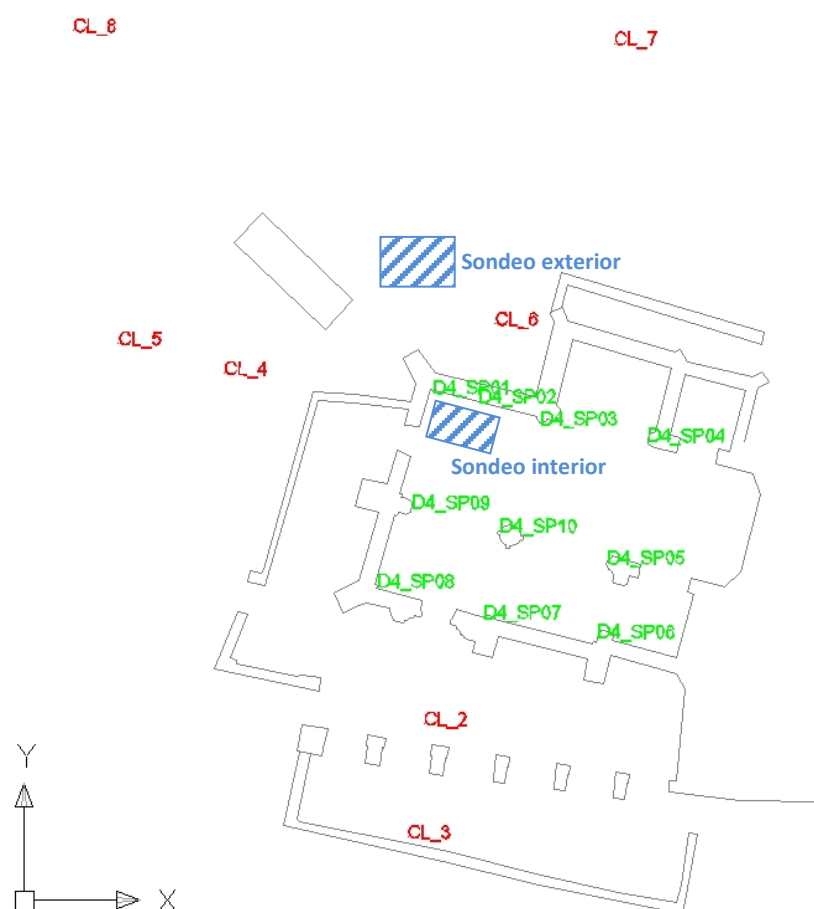 CL_8
CL_7
Sondeo exterior
CL_6
CL_5
CL_4
D4_SP01
D4_SP02
D4_SP03
D4_SP04
Sondeo interior
D4_SP09
D4_SP10
D4_SP05
D4_SP08
D4_SP07
D4_SP06
CL_2
Y
CL_3
X